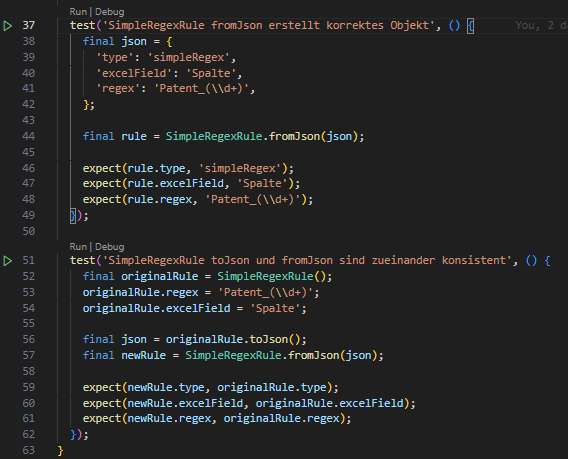 Run | Debug
37 test('SimpleRegexRule fromJson erstellt korrektes Objekt', () { You, 2 d
38 final json = {
39 'type': 'simpleRegex',
40 'excelField': 'Spalte',
41 'regex': 'Patent_(\\d+)',
42 };
43
44 final rule = SimpleRegexRule.fromJson(json);
45
46 expect(rule.type, 'simpleRegex');
47 expect(rule.excelField, 'Spalte');
48 expect(rule.regex, 'Patent_(\\d+)');
49 });
50
Run | Debug
51 test('SimpleRegexRule toJson und fromJson sind zueinander konsistent', () {
52 final originalRule = SimpleRegexRule();
53 originalRule.regex = 'Patent_(\\d+)';
54 originalRule.excelField = 'Spalte';
55
56 final json = originalRule.toJson();
57 final newRule = SimpleRegexRule.fromJson(json);
58
59 expect(newRule.type, originalRule.type);
60 expect(newRule.excelField, originalRule.excelField);
61 expect(newRule.regex, originalRule.regex);
62 });
63 }